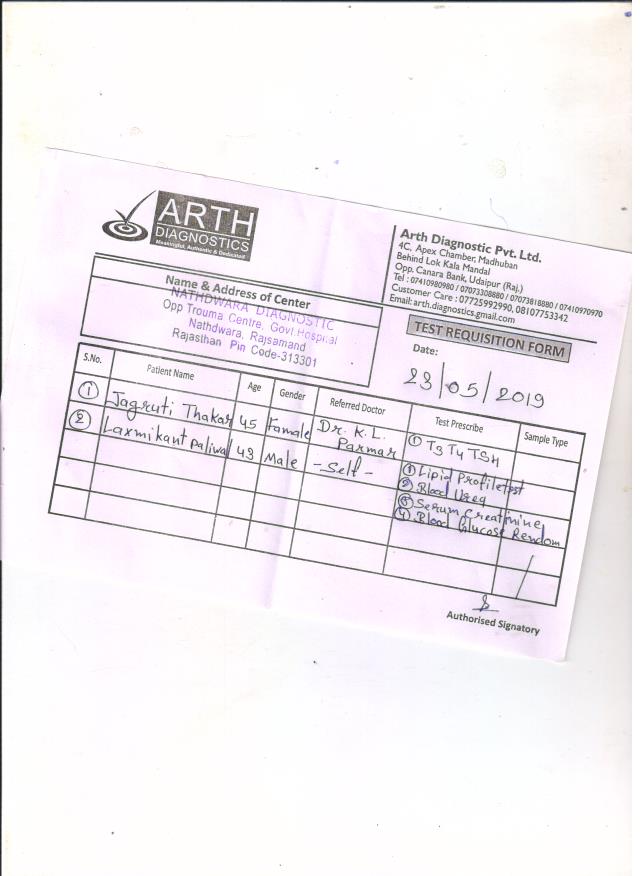 ARTH
DIAGNOSTICS
Meaningful, Authentic & Dedicated
Arth Diagnostic Pvt. Ltd.
4C, Apex Chamber, Madhuban
Behind Lok Kala Mandal
Opp. Canara Bank, Udaipur (Raj.)
Tel : 07410980980 / 07073308880 / 07073818880 / 07410970970
Customer Care : 07725992990, 08107753342
Email: arth.diagnostics.gmail.com
Name & Address of Center
NATHDWARA DIAGNOSTIC
Opp Trouma Centre, Govt.Hospital
Nathdwara, Rajsamand
Rajasthan Pin Code-313301
TEST REQUISITION FORM
Date:
23/05/2019
S.No. Patient Name Age Gender Referred Doctor Test Prescribe Sample Type
1 Jagruti Thakar 45 Famale Dr. K. L. Parmar 1 T3 T4 TSH
2 Laxmikant Paliwal 43 Male -Self- 1 Lipid Profile test
2 Blood Urea
3 Serum Creatinine
4 Blood Glucose Rendom
Authorised Signatory